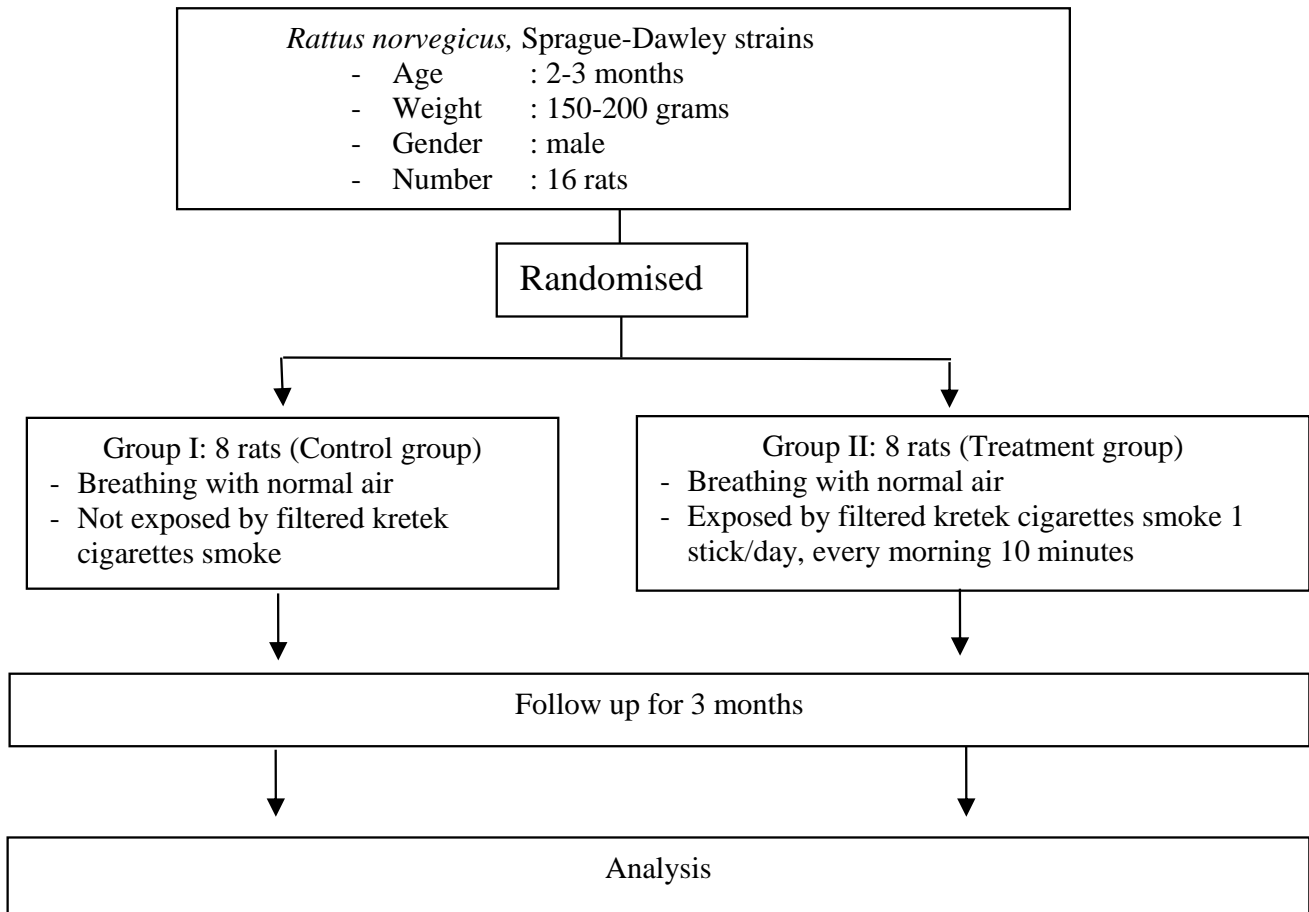 Rattus norvegicus, Sprague-Dawley strains
- Age : 2-3 months
- Weight : 150-200 grams
- Gender : male
- Number : 16 rats
Randomised
Group I: 8 rats (Control group)
- Breathing with normal air
- Not exposed by filtered kretek
cigarettes smoke
Group II: 8 rats (Treatment group)
- Breathing with normal air
- Exposed by filtered kretek cigarettes smoke 1
stick/day, every morning 10 minutes
Follow up for 3 months
Analysis